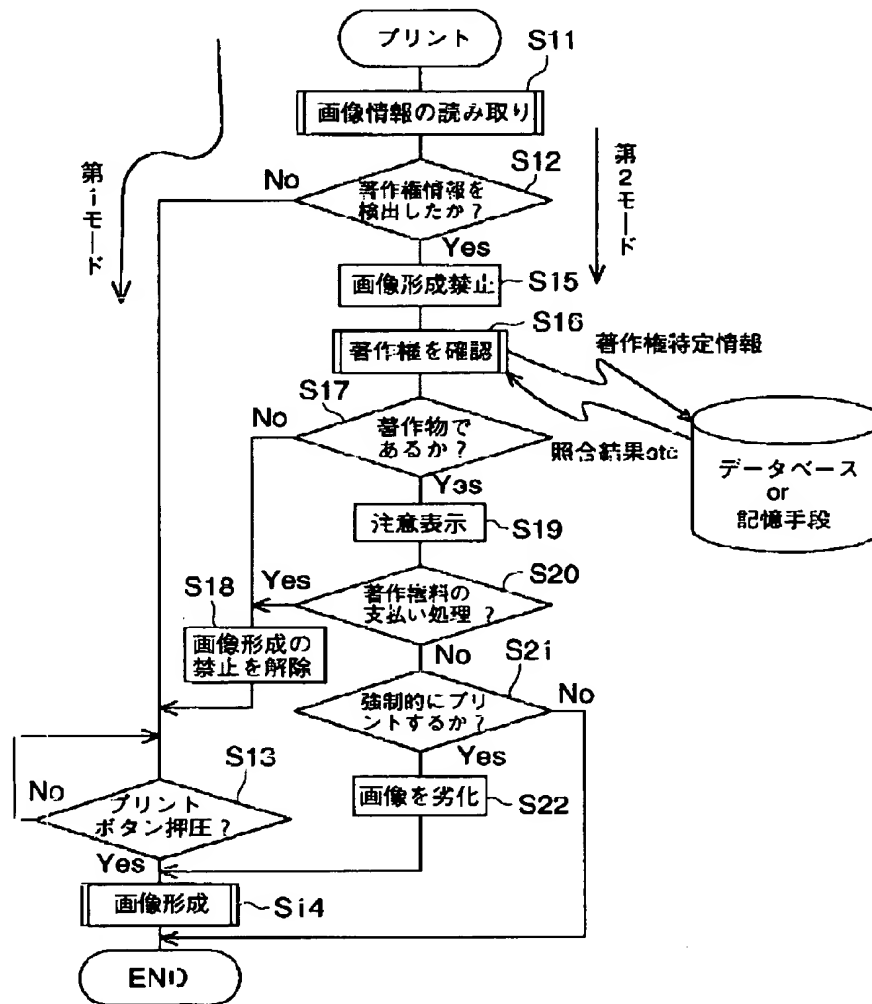 プリント
S11
画像情報の読み取り
第1モード
第2モード
S12
No
著作権情報を
検出したか?
Yes
画像形成禁止
S15
S16
著作権を確認
著作権特定情報
S17
No
著作物で
あるか?
照合結果etc
データベース
or
記憶手段
Yes
注意表示
S19
S20
S18
Yes
著作権料の
支払い処理?
画像形成の
禁止を解除
No
S21
強制的にプリ
ントするか?
No
S13
Yes
No
プリント
ボタン押圧?
画像を劣化
S22
Yes
画像形成
S14
END